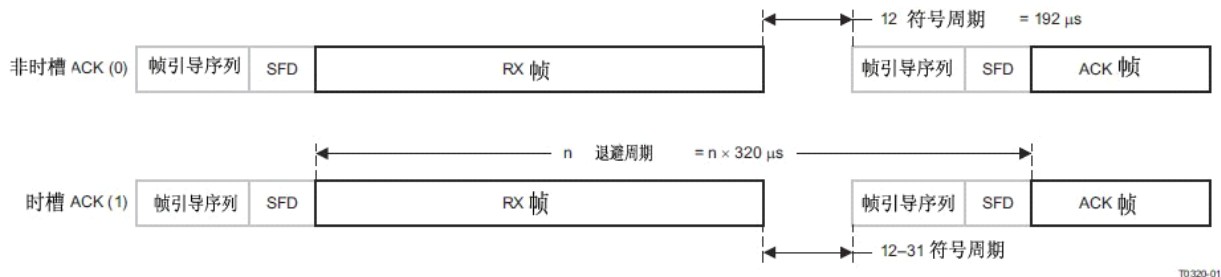 12 符号周期 = 192 μs
非时槽 ACK (0) 帧引导序列 SFD RX 帧 帧引导序列 SFD ACK 帧
n 退避周期 = n × 320 μs
时槽 ACK (1) 帧引导序列 SFD RX 帧 帧引导序列 SFD ACK 帧
12–31 符号周期
T0320-01